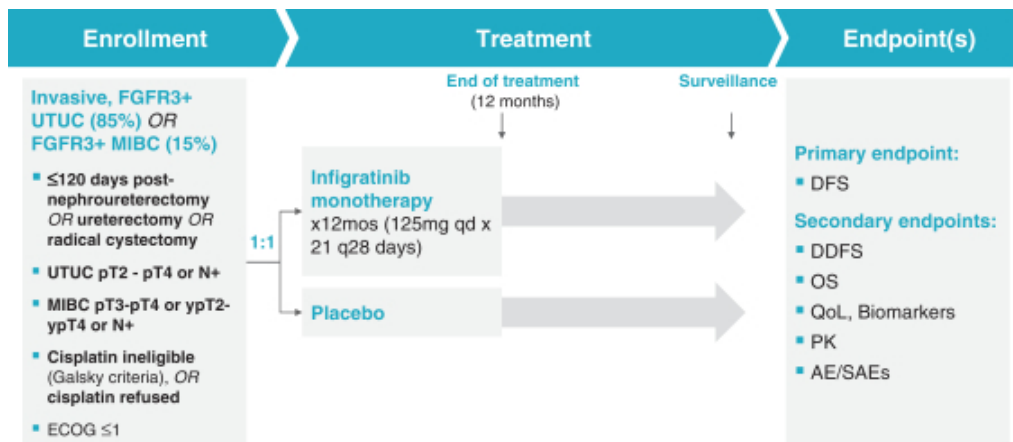 Enrollment
Treatment
Endpoint(s)
Invasive, FGFR3+
UTUC (85%) OR
FGFR3+ MIBC (15%)
▪ ≤120 days post-
nephroureterectomy
OR ureterectomy OR
radical cystectomy
▪ UTUC pT2 - pT4 or N+
▪ MIBC pT3-pT4 or ypT2-
ypT4 or N+
▪ Cisplatin ineligible
(Galsky criteria), OR
cisplatin refused
▪ ECOG ≤1
1:1
End of treatment
(12 months)
Surveillance
Infigratinib
monotherapy
x12mos (125mg qd x
21 q28 days)
Placebo
Primary endpoint:
▪ DFS
Secondary endpoints:
▪ DDFS
▪ OS
▪ QoL, Biomarkers
▪ PK
▪ AE/SAEs